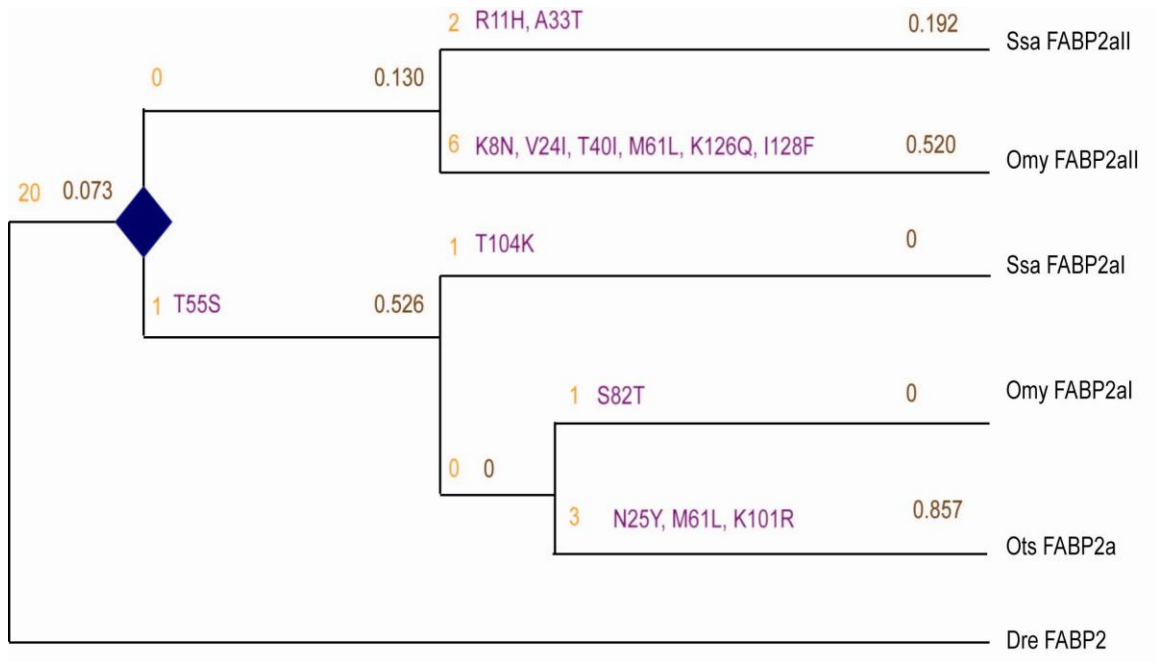 2 R11H, A33T 0.192
Ssa FABP2aII
0 0.130
6 K8N, V24I, T40I, M61L, K126Q, I128F 0.520
Omy FABP2aII
20 0.073
1 T104K 0
Ssa FABP2aI
1 T55S 0.526
1 S82T 0
Omy FABP2aI
0 0
3 N25Y, M61L, K101R 0.857
Ots FABP2a
Dre FABP2